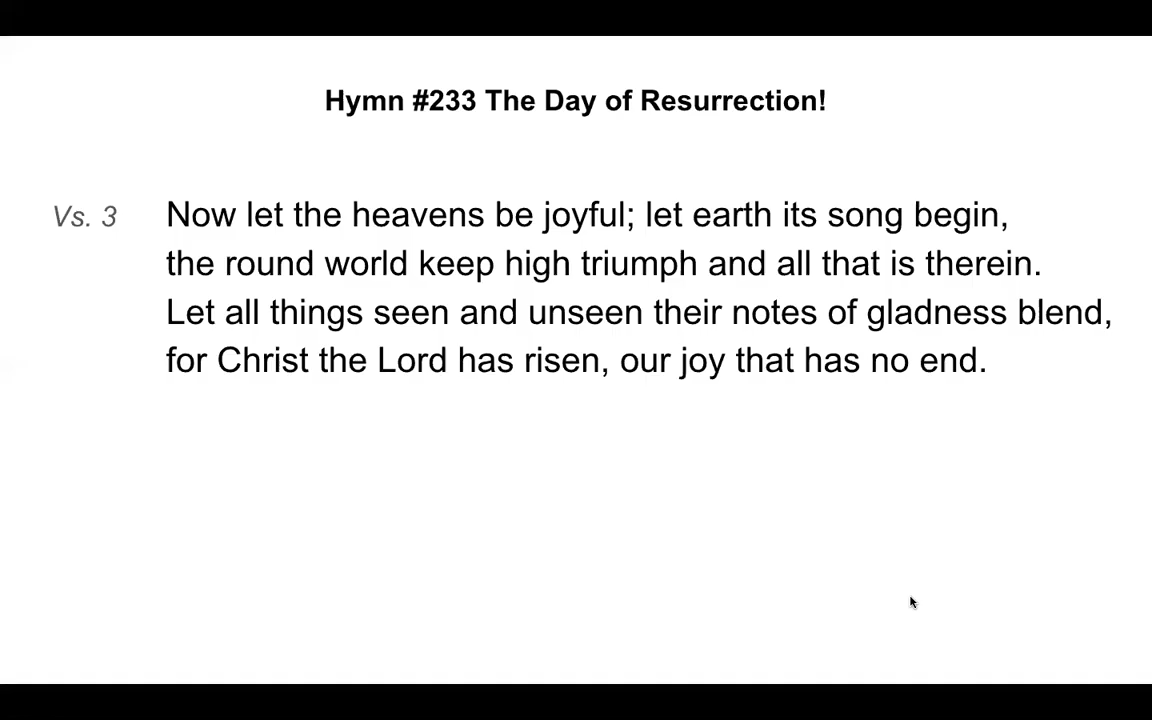 Hymn #233 The Day of Resurrection!
Vs. 3 Now let the heavens be joyful; let earth its song begin,
the round world keep high triumph and all that is therein.
Let all things seen and unseen their notes of gladness blend,
for Christ the Lord has risen, our joy that has no end.